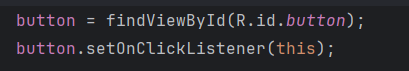 button = findViewById(R.id.button);
button.setOnClickListener(this);